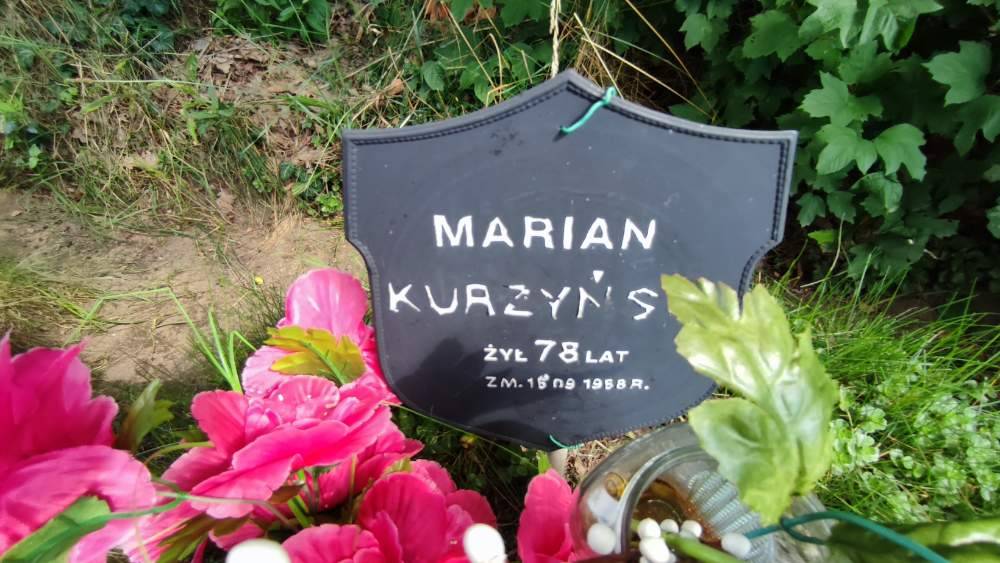 MARIAN
KURZYŃS
ŻYŁ 78 LAT
ZM. 15 09 1958 R.